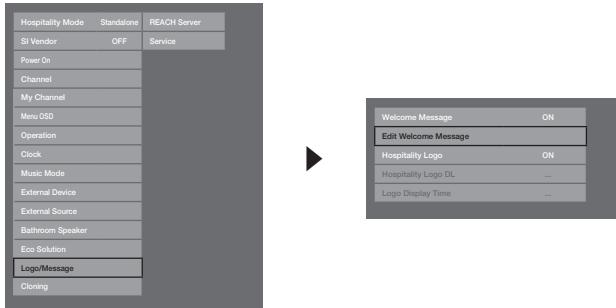 Hospitality Mode Standalone REACH Server
SI Vendor OFF Service
Power On
Channel
My Channel
Menu OSD
Operation
Clock
Music Mode
External Device
External Source
Bathroom Speaker
Eco Solution
Logo/Message
Cloning
Welcome Message ON
Edit Welcome Message
Hospitality Logo ON
Hospitality Logo DL ...
Logo Display Time ...